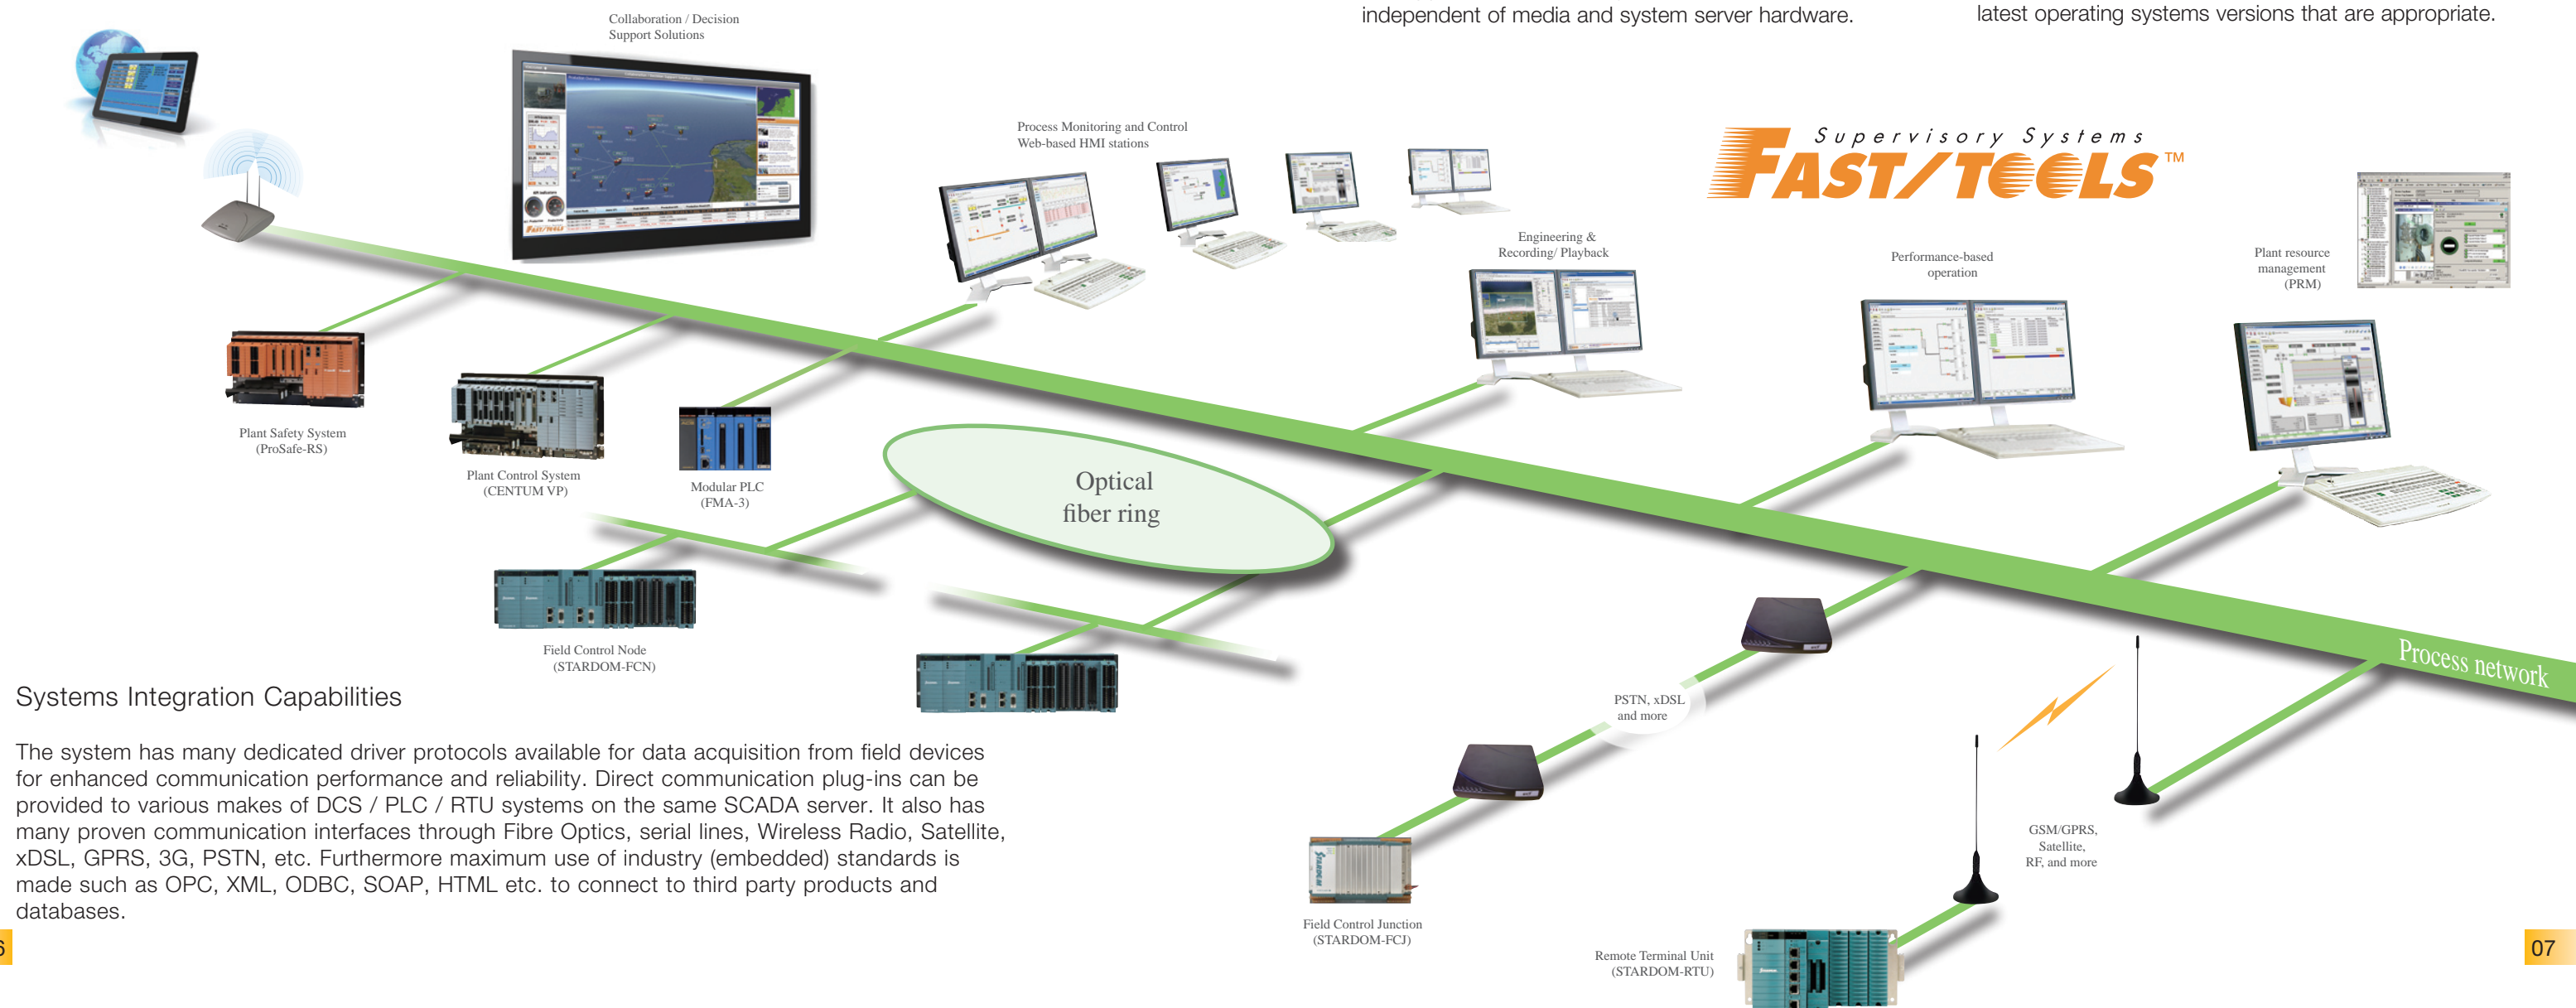 independent of media and system server hardware.
latest operating systems versions that are appropriate.
Collaboration / Decision
Support Solutions
Process Monitoring and Control
Web-based HMI stations
Supervisory Systems
FAST/TOOLS™
Engineering &
Recording/ Playback
Performance-based
operation
Plant resource
management
(PRM)
Plant Safety System
(ProSafe-RS)
Plant Control System
(CENTUM VP)
Modular PLC
(FMA-3)
Optical
fiber ring
Field Control Node
(STARDOM-FCN)
Process network
PSTN, xDSL
and more
GSM/GPRS,
Satellite,
RF, and more
Field Control Junction
(STARDOM-FCJ)
Remote Terminal Unit
(STARDOM-RTU)
Systems Integration Capabilities
The system has many dedicated driver protocols available for data acquisition from field devices
for enhanced communication performance and reliability. Direct communication plug-ins can be
provided to various makes of DCS / PLC / RTU systems on the same SCADA server. It also has
many proven communication interfaces through Fibre Optics, serial lines, Wireless Radio, Satellite,
xDSL, GPRS, 3G, PSTN, etc. Furthermore maximum use of industry (embedded) standards is
made such as OPC, XML, ODBC, SOAP, HTML etc. to connect to third party products and
databases.
6
07